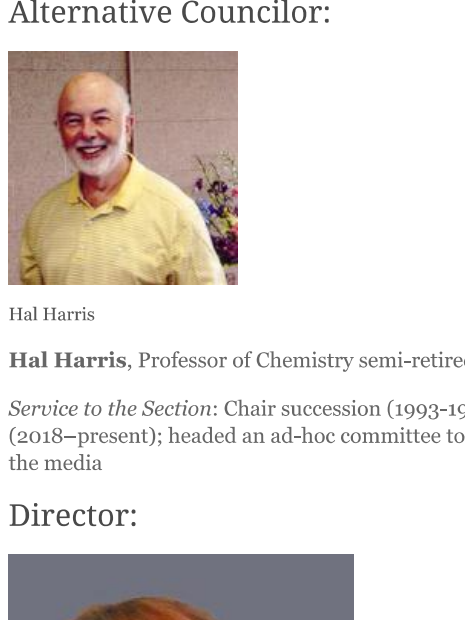 Alternative Councilor:
Hal Harris
Hal Harris, Professor of Chemistry semi-retired
Service to the Section: Chair succession (1993-19
(2018–present); headed an ad-hoc committee to
the media
Director: